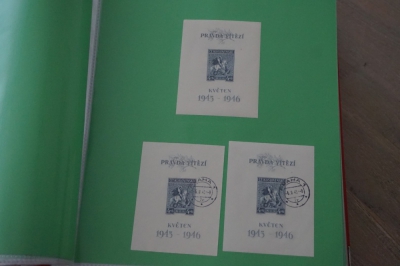 PRAVDA VÍTĚZÍ
KVĚTEN
1945 - 1946
PRAVDA VÍTĚZÍ
KVĚTEN
1945 - 1946
PRAVDA VÍTĚZÍ
KVĚTEN
1945 - 1946